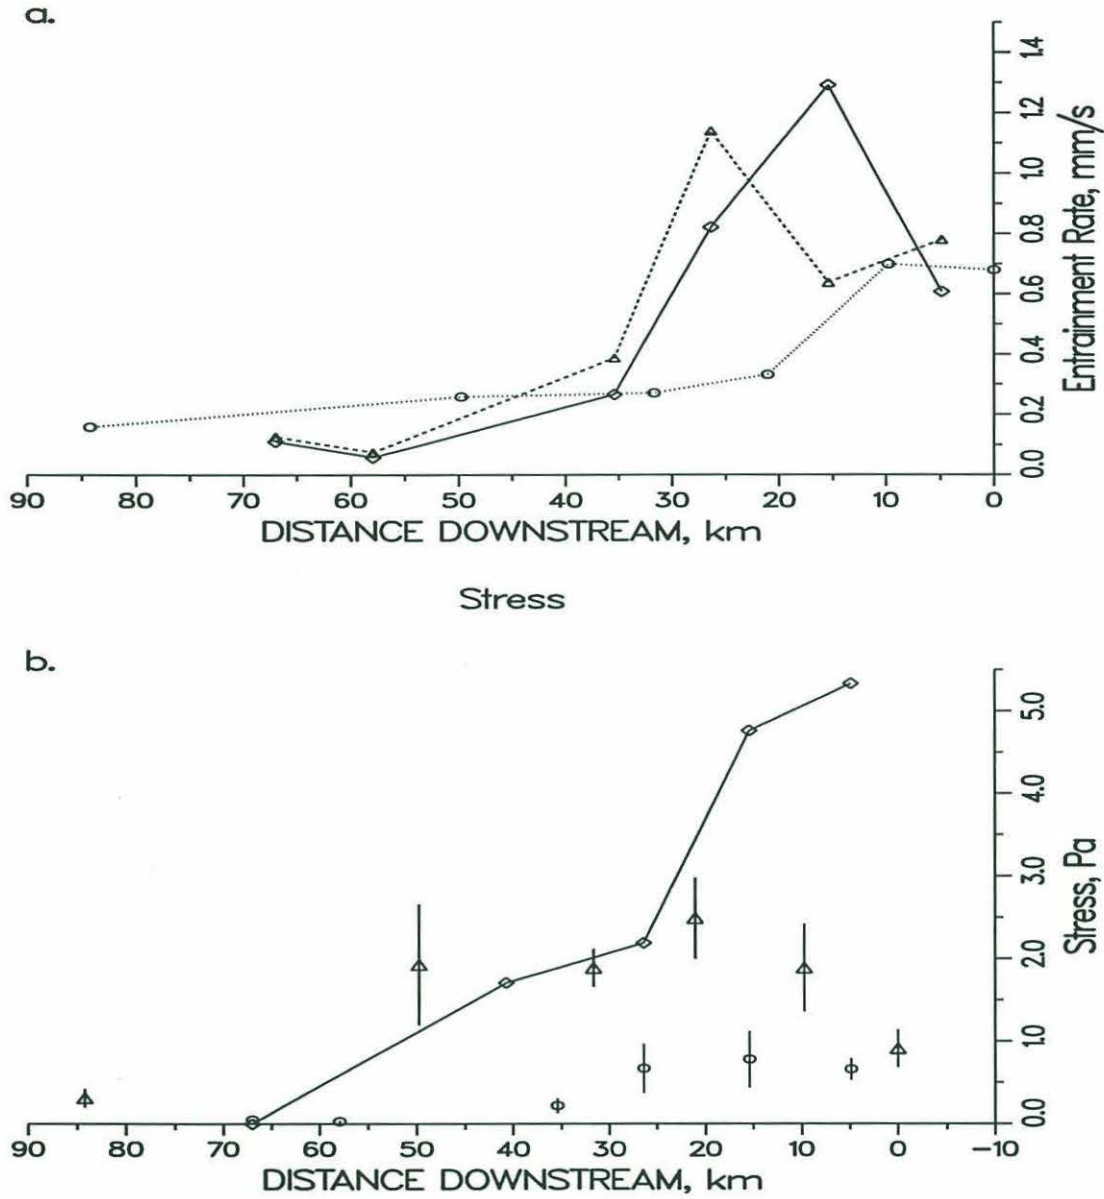 a.
0.0 0.2 0.4 0.6 0.8 1.0 1.2 1.4
Entrainment Rate, mm/s
90 80 70 60 50 40 30 20 10 0
DISTANCE DOWNSTREAM, km
Stress
b.
0.0 1.0 2.0 3.0 4.0 5.0
Stress, Pa
90 80 70 60 50 40 30 20 10 0 -10
DISTANCE DOWNSTREAM, km